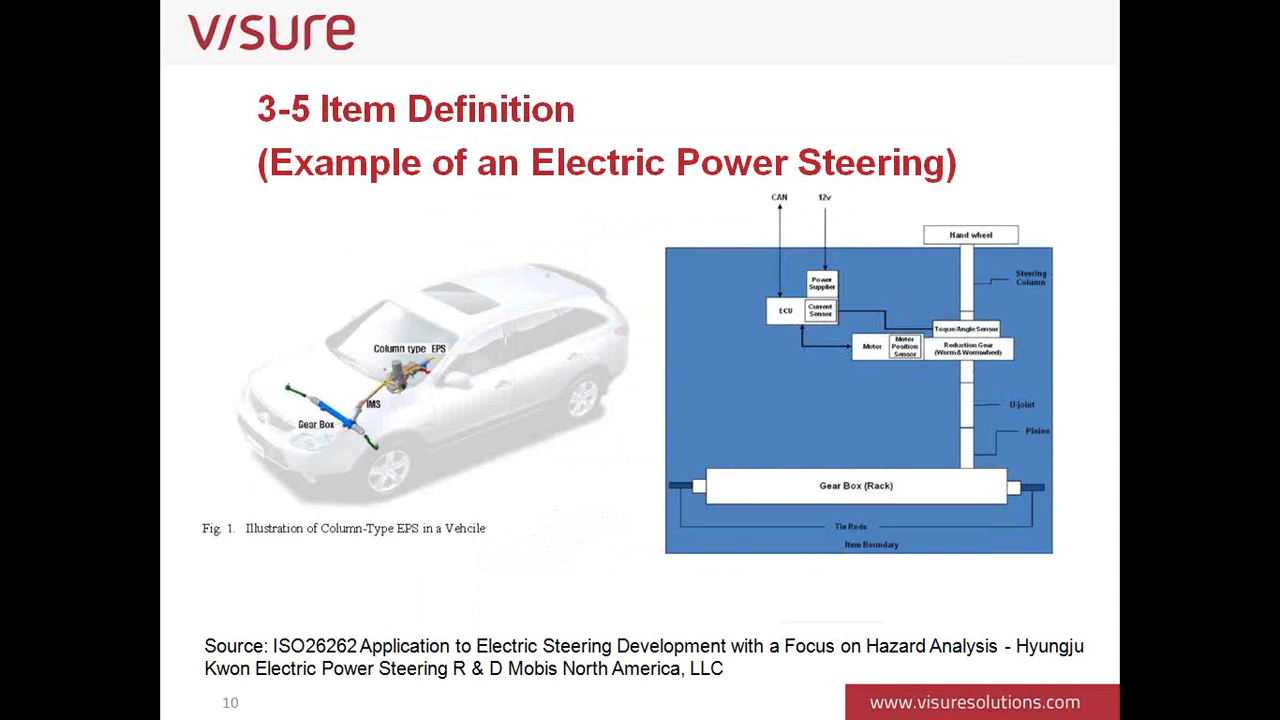 visure
3-5 Item Definition
(Example of an Electric Power Steering)
CAN
12v
Hand wheel
Steering
Column
Power
Supplier
ECU
Current
Sensor
Toque/Angle Sensor
Motor
Motor
Position
Sensor
Reduction Gear
(Worm & Wormwheel)
U-joint
Pinion
Gear Box (Rack)
Tie Rods
Item Boundary
Column type EPS
IMS
Gear Box
Fig. 1. Illustration of Column-Type EPS in a Vehcile
Source: ISO26262 Application to Electric Steering Development with a Focus on Hazard Analysis - Hyungju
Kwon Electric Power Steering R & D Mobis North America, LLC
10
www.visuresolutions.com